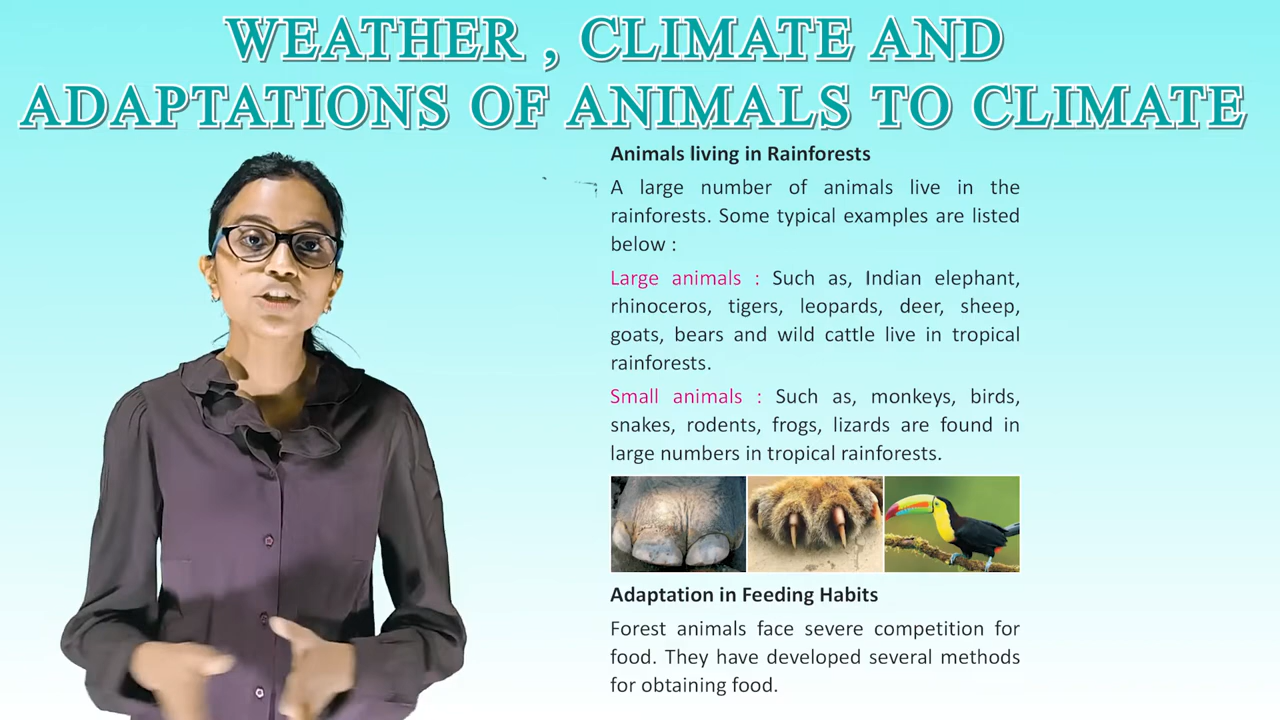 WEATHER , CLIMATE AND
ADAPTATIONS OF ANIMALS TO CLIMATE
Animals living in Rainforests
A large number of animals live in the
rainforests. Some typical examples are listed
below :
Large animals : Such as, Indian elephant,
rhinoceros, tigers, leopards, deer, sheep,
goats, bears and wild cattle live in tropical
rainforests.
Small animals : Such as, monkeys, birds,
snakes, rodents, frogs, lizards are found in
large numbers in tropical rainforests.
Adaptation in Feeding Habits
Forest animals face severe competition for
food. They have developed several methods
for obtaining food.